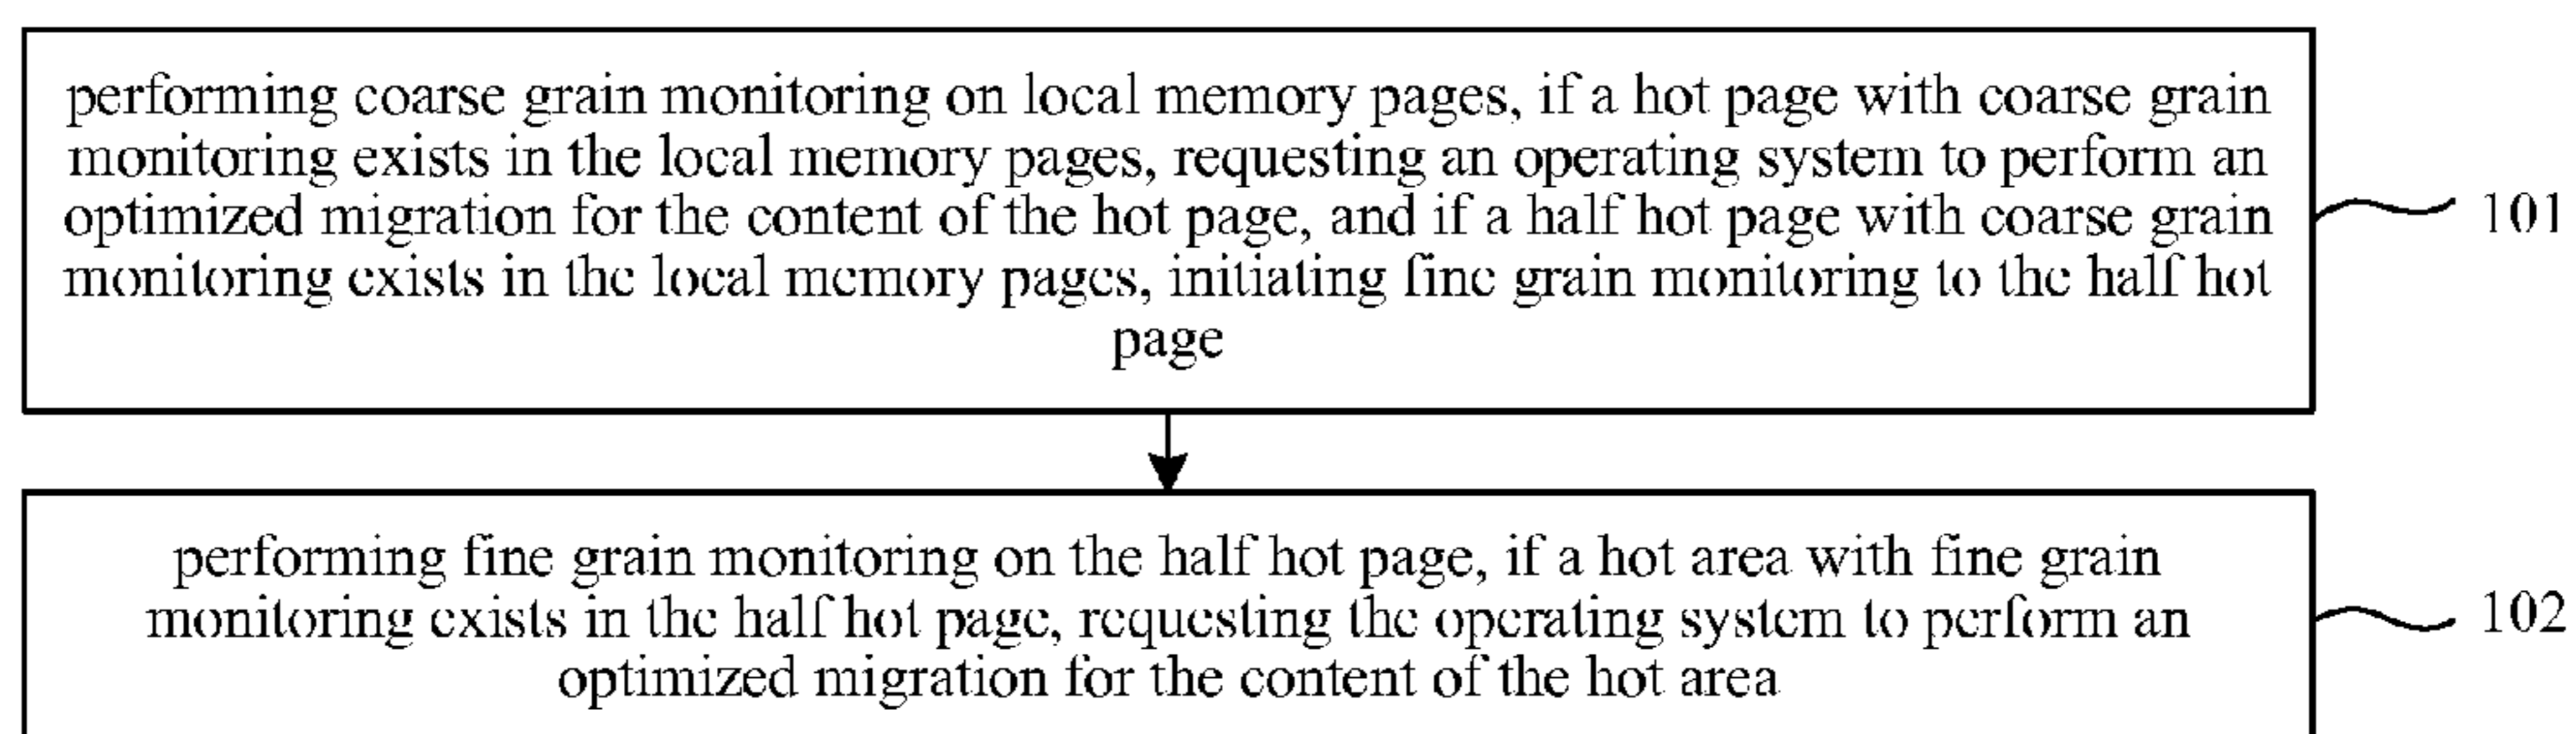 performing coarse grain monitoring on local memory pages, if a hot page with coarse grain
monitoring exists in the local memory pages, requesting an operating system to perform an
optimized migration for the content of the hot page, and if a half hot page with coarse grain
monitoring exists in the local memory pages, initiating fine grain monitoring to the half hot
page
101
performing fine grain monitoring on the half hot page, if a hot area with fine grain
monitoring exists in the half hot page, requesting the operating system to perform an
optimized migration for the content of the hot area
102